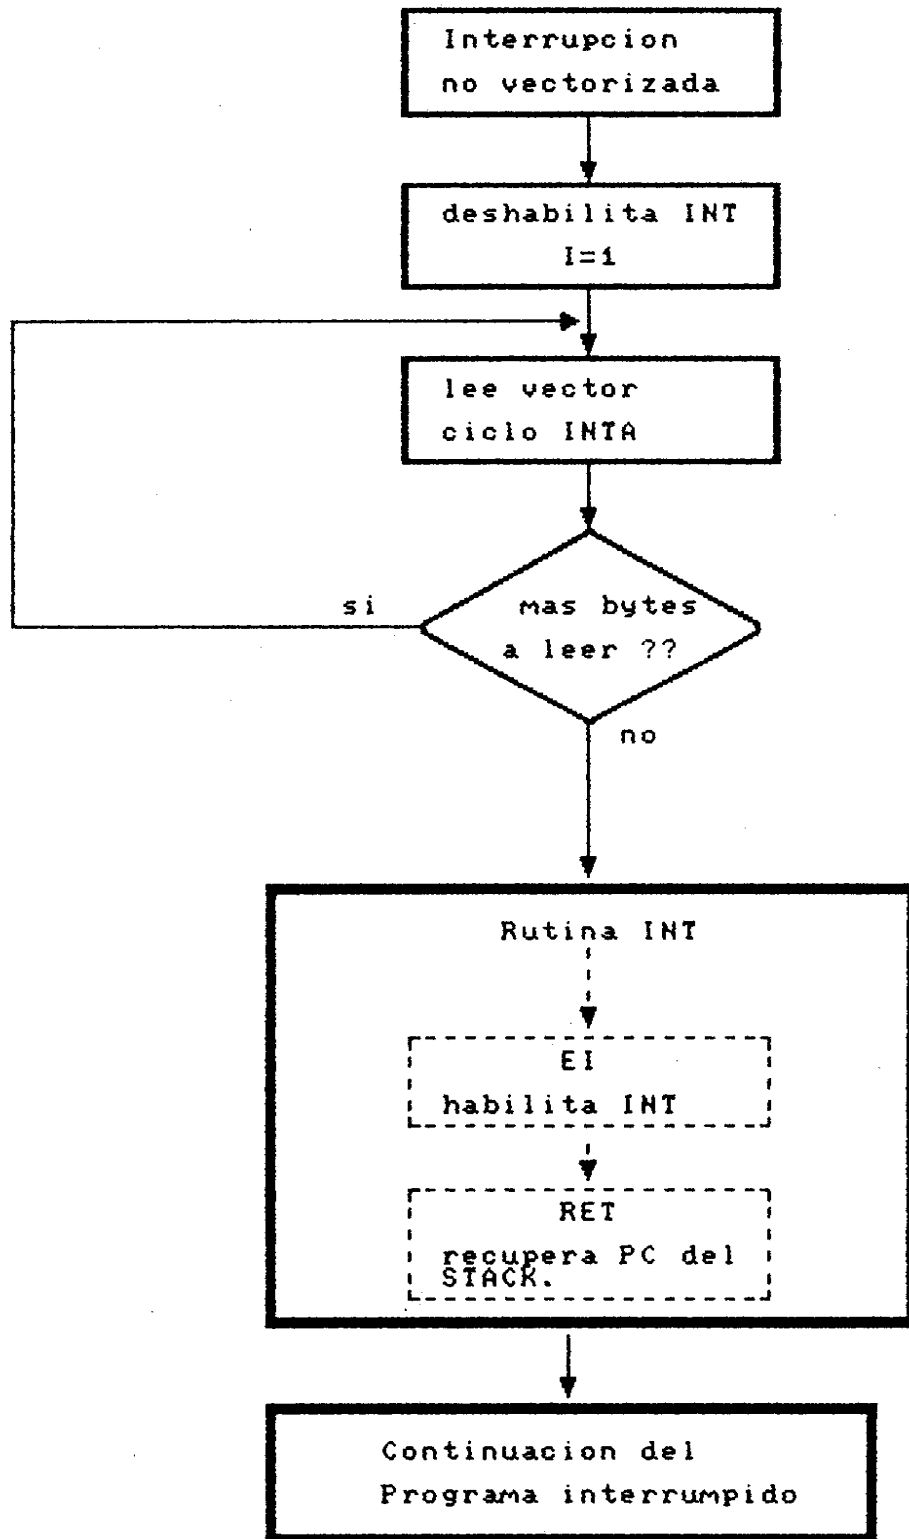 Interrupcion
no vectorizada
deshabilita INT
I=1
lee vector
ciclo INTA
si
mas bytes
a leer ??
no
Rutina INT
EI
habilita INT
RET
recupera PC del
STACK.
Continuacion del
Programa interrumpido